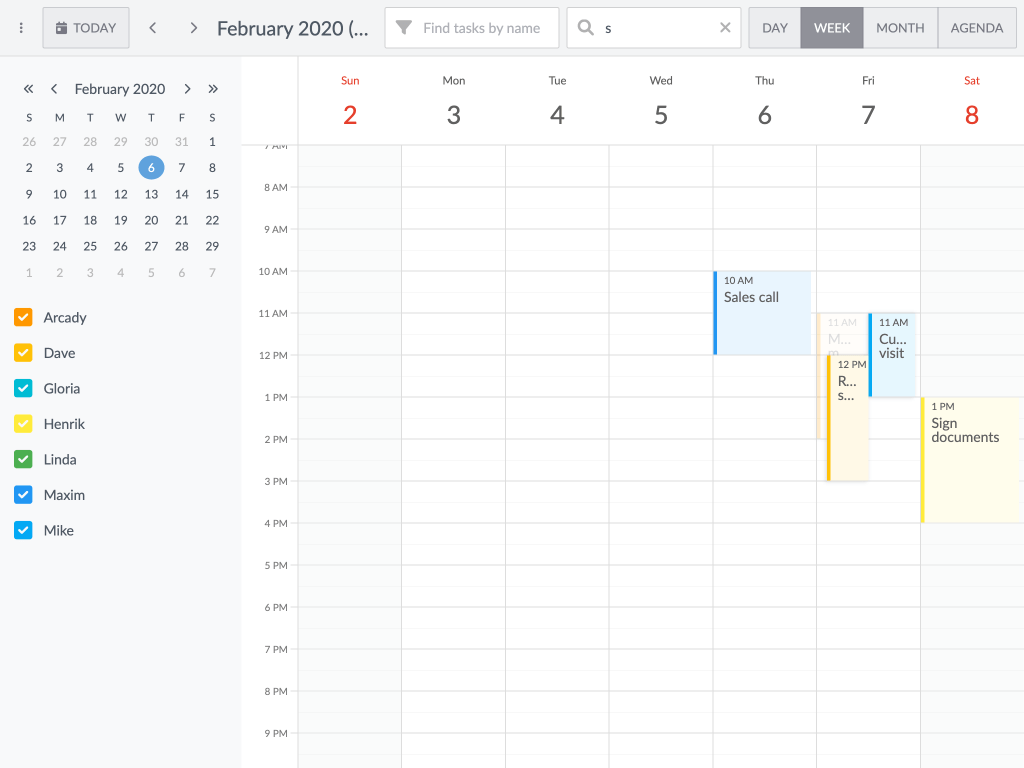 TODAY
February 2020 (...
Find tasks by name
s
DAY
WEEK
MONTH
AGENDA
February 2020
S M T W T F S
26 27 28 29 30 31 1
2 3 4 5 6 7 8
9 10 11 12 13 14 15
16 17 18 19 20 21 22
23 24 25 26 27 28 29
1 2 3 4 5 6 7
Arcady
Dave
Gloria
Henrik
Linda
Maxim
Mike
Sun Mon Tue Wed Thu Fri Sat
2 3 4 5 6 7 8
7 AM
8 AM
9 AM
10 AM
11 AM
12 PM
1 PM
2 PM
3 PM
4 PM
5 PM
6 PM
7 PM
8 PM
9 PM
10 AM
Sales call
11 AM
M...
12 PM
R...
s...
11 AM
Cu...
visit
1 PM
Sign
documents